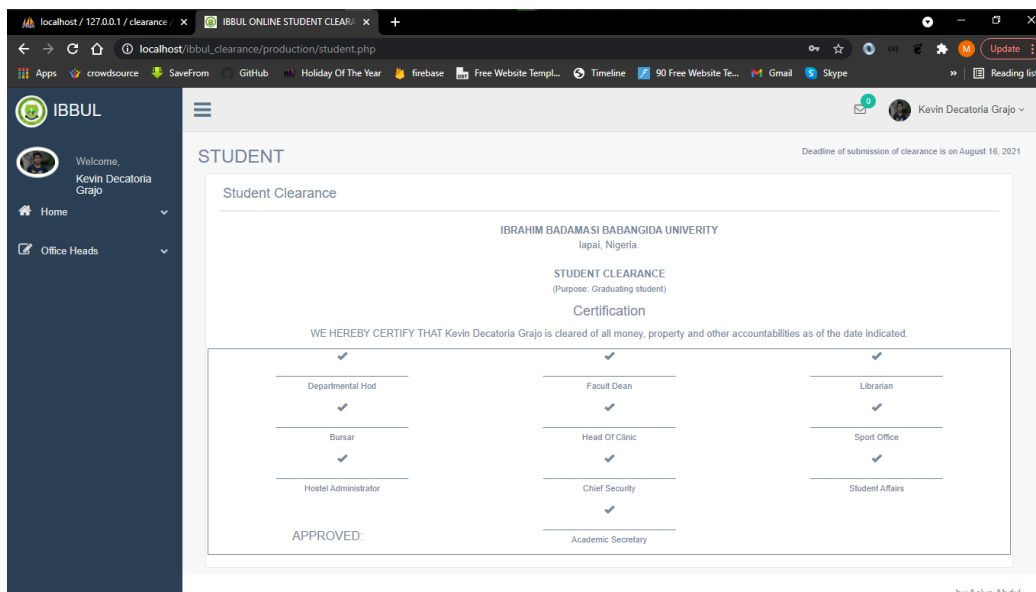 localhost / 127.0.0.1 / clearance /
IBBUL ONLINE STUDENT CLEARA
localhost/ibbul_clearance/production/student.php
M
Update
Apps
crowdsource
SaveFrom
GitHub
Holiday Of The Year
firebase
Free Website Templ...
Timeline
90 Free Website Te...
Gmail
Skype
»
Reading list
IBBUL
0
Kevin Decatoria Grajo
Welcome,
Kevin Decatoria
Grajo
Home
Office Heads
STUDENT
Deadline of submission of clearance is on August 16, 2021
Student Clearance
IBRAHIM BADAMASI BABANGIDA UNIVERITY
lapai, Nigeria.
STUDENT CLEARANCE
(Purpose: Graduating student)
Certification
WE HEREBY CERTIFY THAT Kevin Decatoria Grajo is cleared of all money, property and other accountabilities as of the date indicated.
Departmental Hod
Facult Dean
Librarian
Bursar
Head Of Clinic
Sport Office
Hostel Administrator
Chief Security
Student Affairs
APPROVED:
Academic Secretary